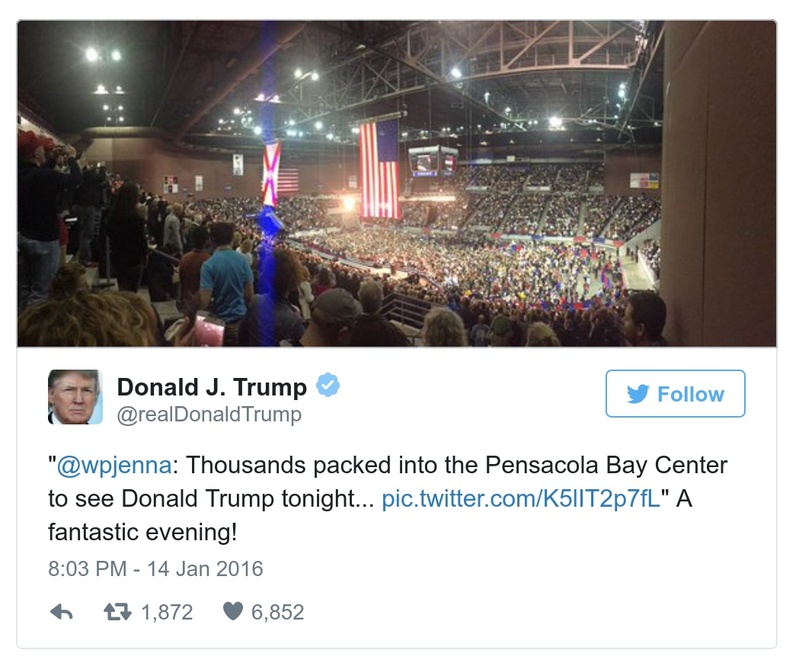 Donald J. Trump
@realDonaldTrump
Follow
"@wpjenna: Thousands packed into the Pensacola Bay Center
to see Donald Trump tonight... pic.twitter.com/K5lIT2p7fL" A
fantastic evening!
8:03 PM - 14 Jan 2016
1,872 6,852